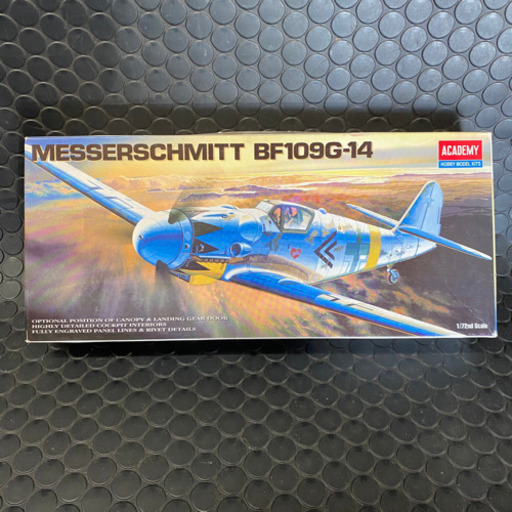 MESSERSCHMITT BF109G-14
ACADEMY
HOBBY MODEL KITS
OPTIONAL POSITION OF CANOPY & LANDING GEAR DOOR
HIGHLY DETAILED COCKPIT INTERIORS
FULLY ENGRAVED PANEL LINES & RIVET DETAILS
1/72nd Scale